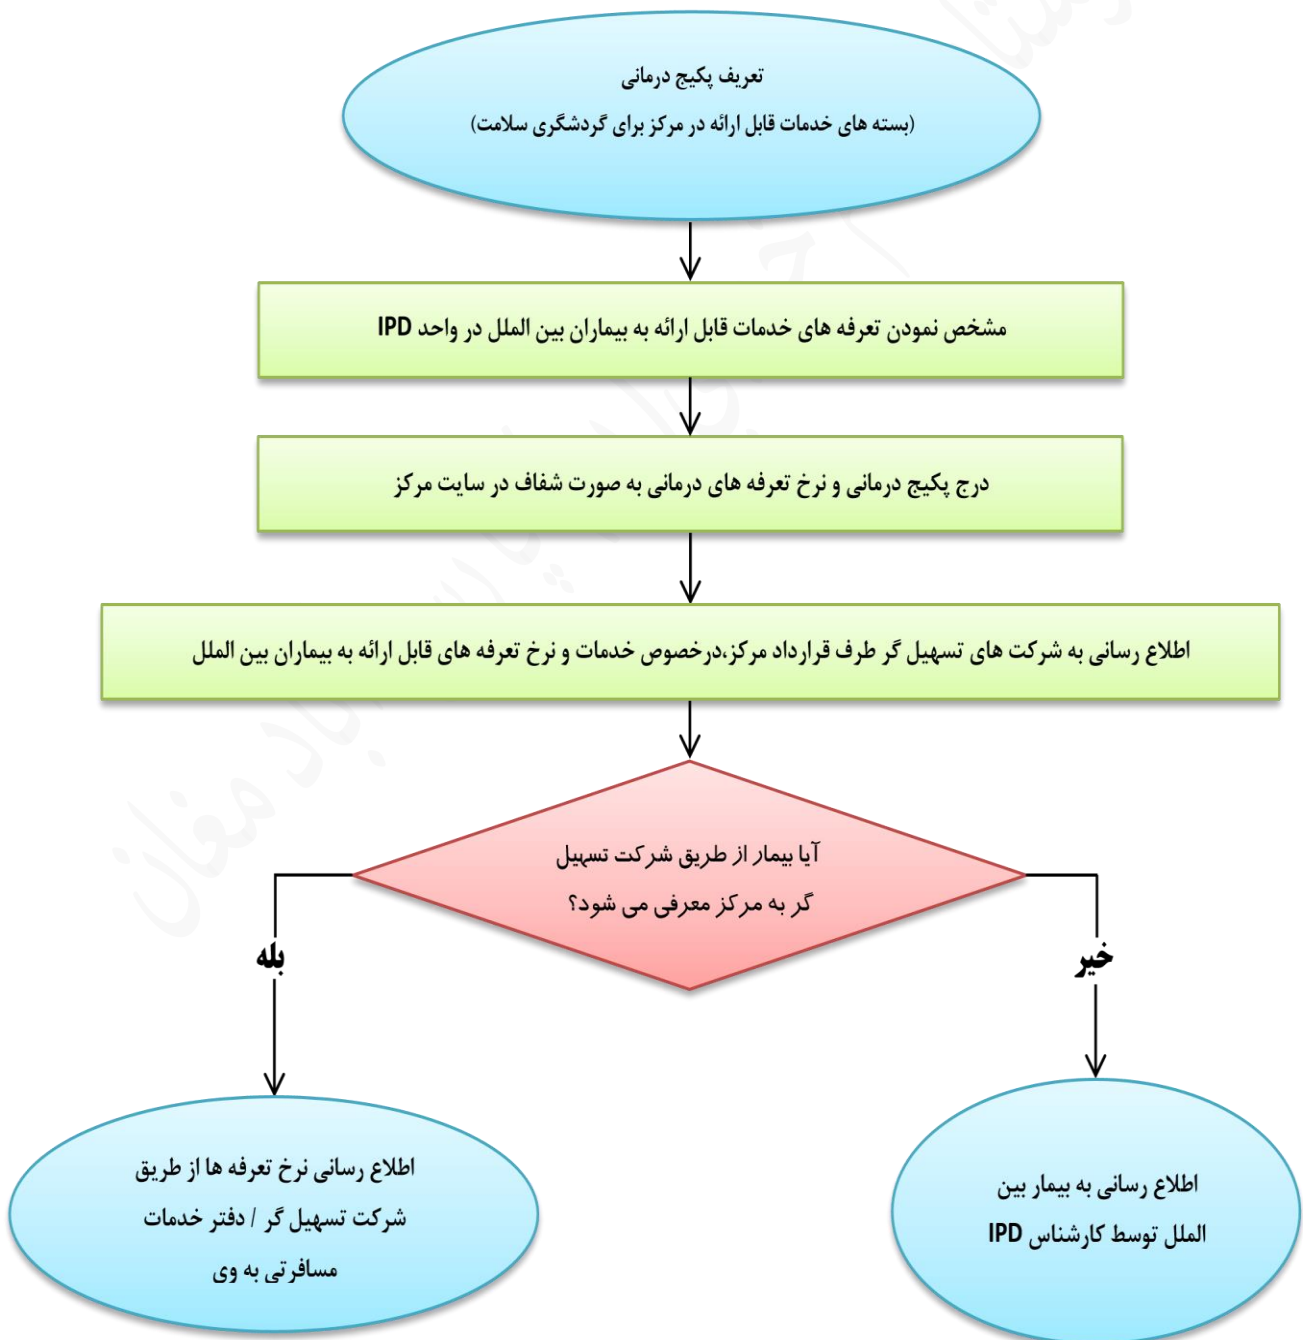 تعریف پکیج درمانی
(بسته های خدمات قابل ارائه در مرکز برای گردشگری سلامت)
مشخص نمودن تعرفه های خدمات قابل ارائه به بیماران بین الملل در واحد IPD
درج پکیج درمانی و نرخ تعرفه های درمانی به صورت شفاف در سایت مرکز
اطلاع رسانی به شرکت های تسهیل گر طرف قرارداد مرکز،درخصوص خدمات و نرخ تعرفه های قابل ارائه به بیماران بین الملل
آیا بیمار از طریق شرکت تسهیل
گر به مرکز معرفی می شود؟
خیر
بله
اطلاع رسانی به بیمار بین
الملل توسط کارشناس IPD
اطلاع رسانی نرخ تعرفه ها از طریق
شرکت تسهیل گر / دفتر خدمات
مسافرتی به وی